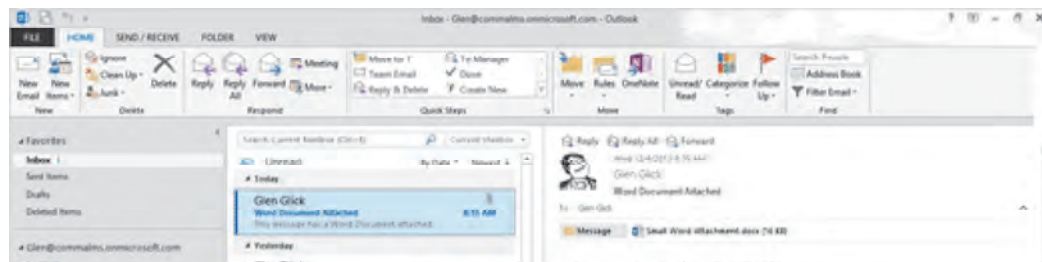 Inbox - Glen@commalms.onmicrosoft.com - Outlook
FILE HOME SEND / RECEIVE FOLDER VIEW
New Email
New Items
Ignore
Clean Up
Junk
Delete
Reply
Reply All
Forward
Meeting
More
Move to: ?
Team Email
Reply & Delete
To Manager
Done
Create New
Move
Rules
OneNote
Unread/ Read
Categorize
Follow Up
Search People
Address Book
Filter Email
New Delete Respond Quick Steps Move Tags Find
Favorites
Inbox 1
Sent Items
Drafts
Deleted Items
Glen@commalms.onmicrosoft.com
Search Current Mailbox (Ctrl+E) Current Mailbox
All Unread By Date Newest
Today
Glen Glick
Word Document Attached 8:35 AM
This message has a Word Document attached.
Yesterday
Reply Reply All Forward
Glen Glick
Word Document Attached
To Glen Glick
Message Small Word Attachment.docx (16 KB)